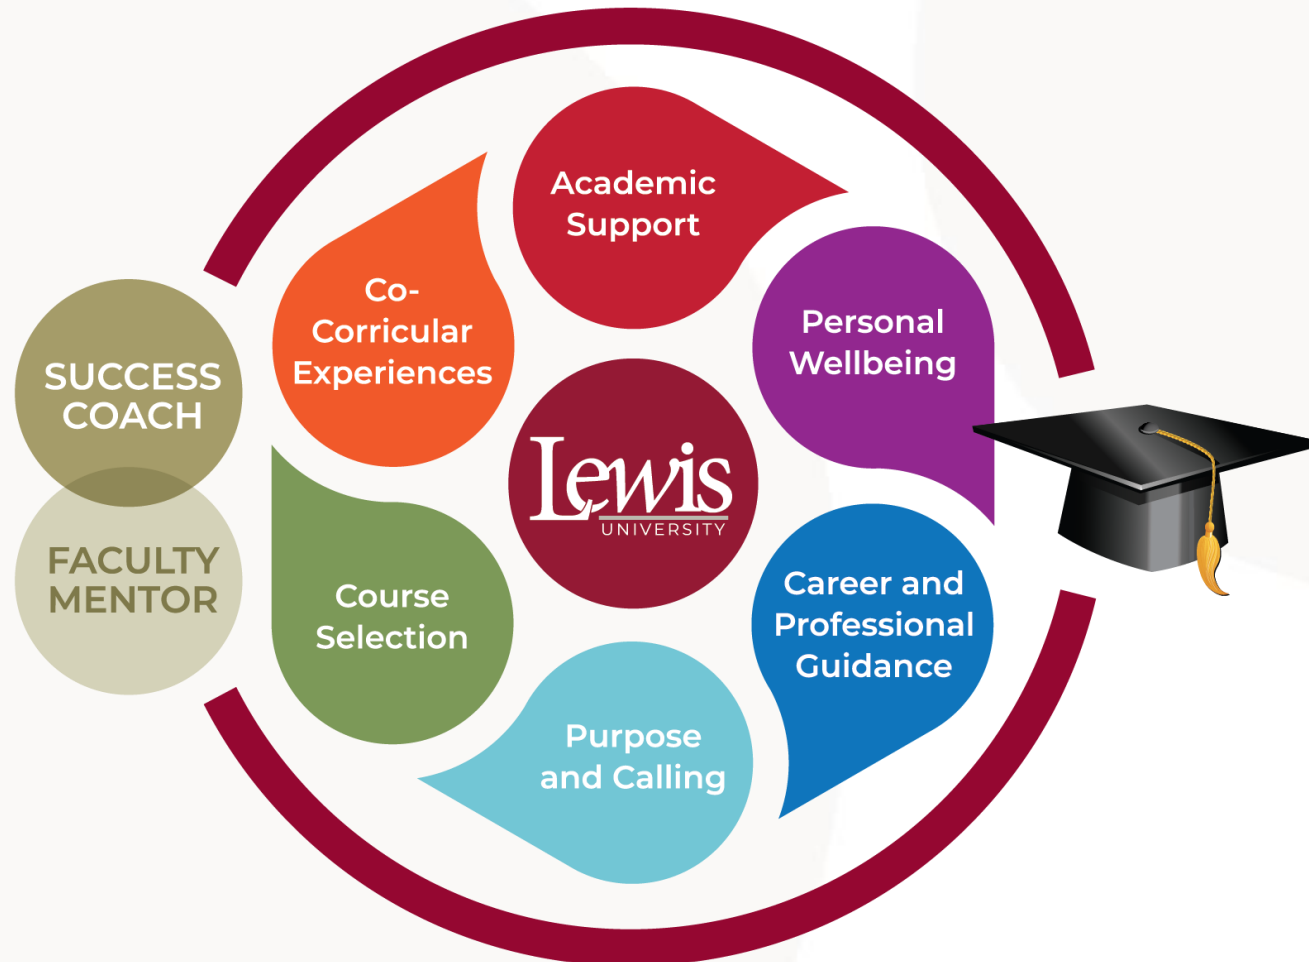 Academic
Support
Co-
Corricular
Experiences
Personal
Wellbeing
SUCCESS
COACH
Lewis
UNIVERSITY
FACULTY
MENTOR
Course
Selection
Career and
Professional
Guidance
Purpose
and Calling